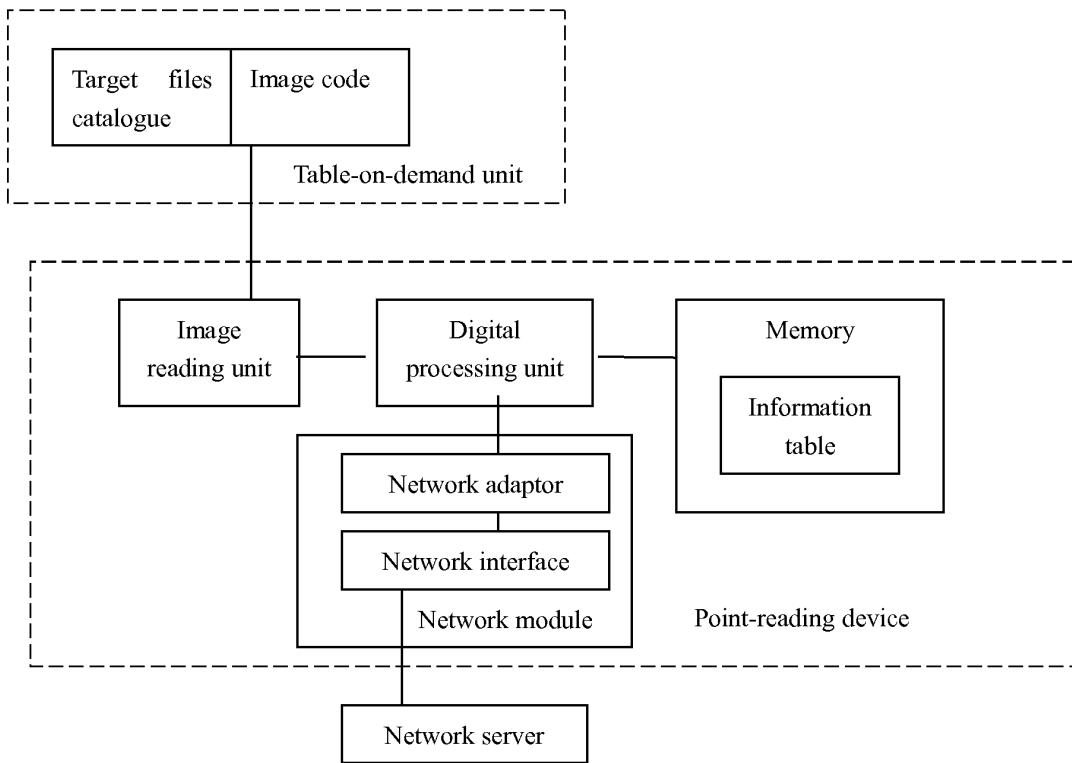 Target files
catalogue
Image code
Table-on-demand unit
Image
reading unit
Digital
processing unit
Memory
Information
table
Network adaptor
Network interface
Network module
Point-reading device
Network server